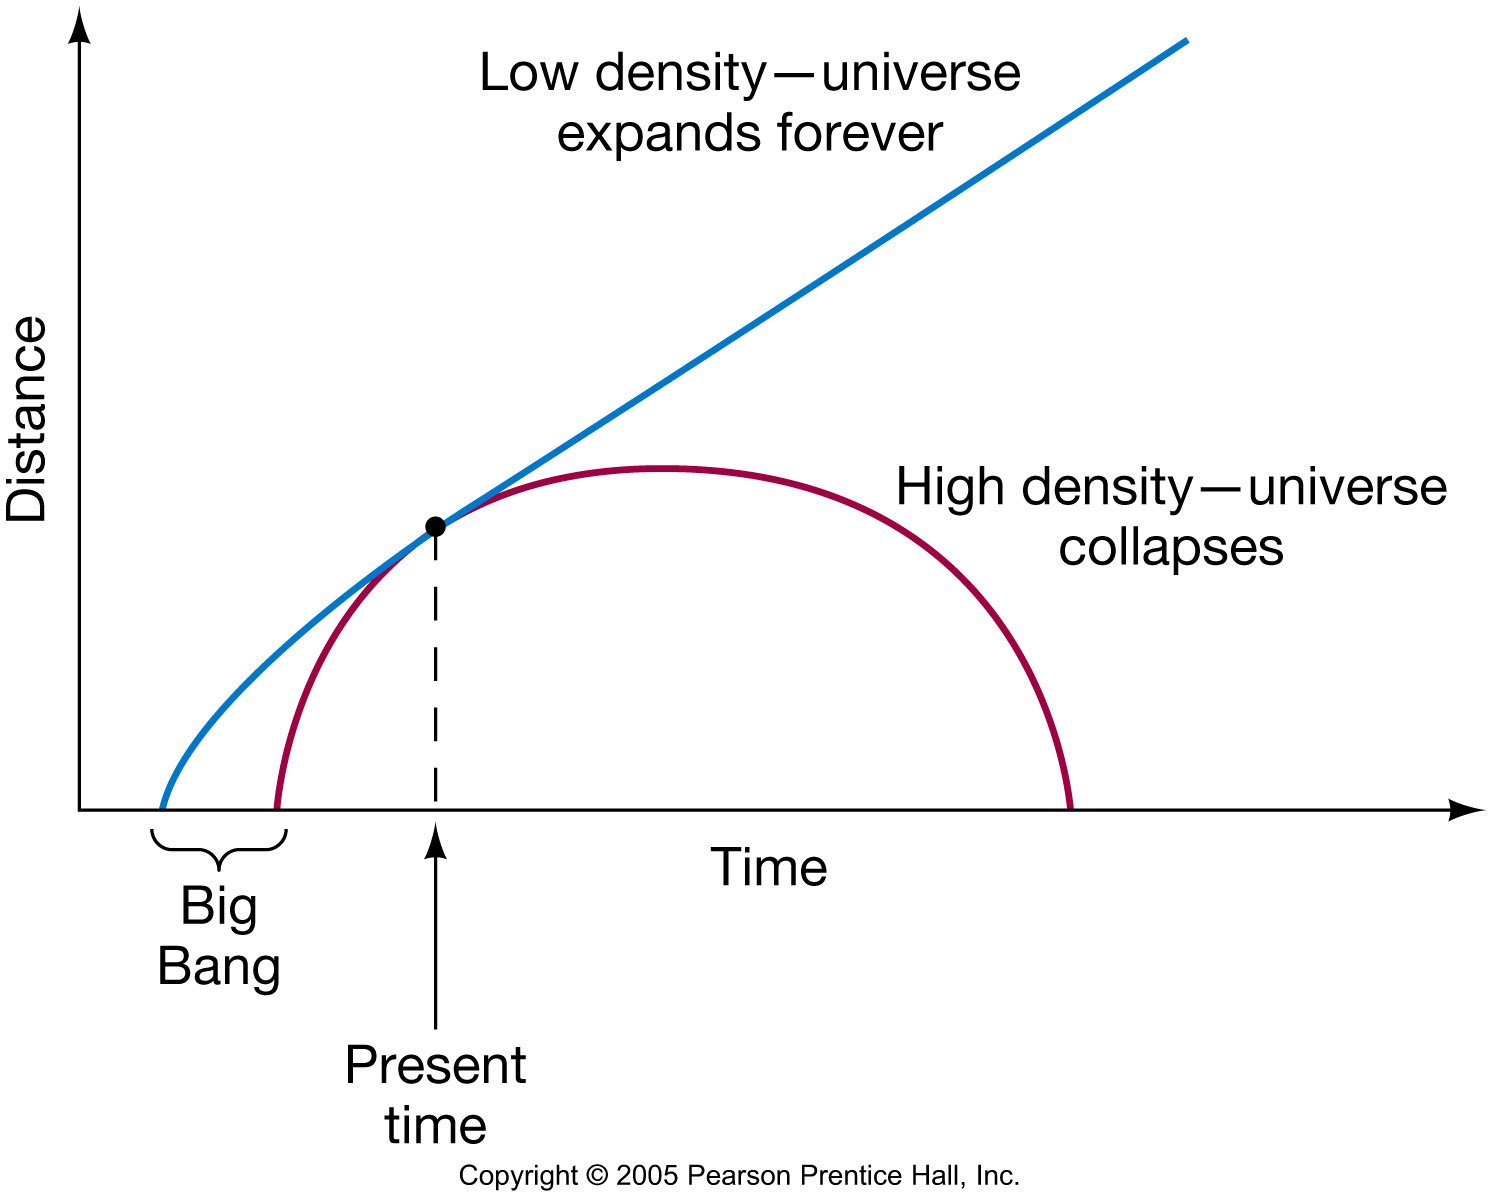 Low density—universe
expands forever
Distance
High density—universe
collapses
Time
Big
Bang
Present
time
Copyright © 2005 Pearson Prentice Hall, Inc.